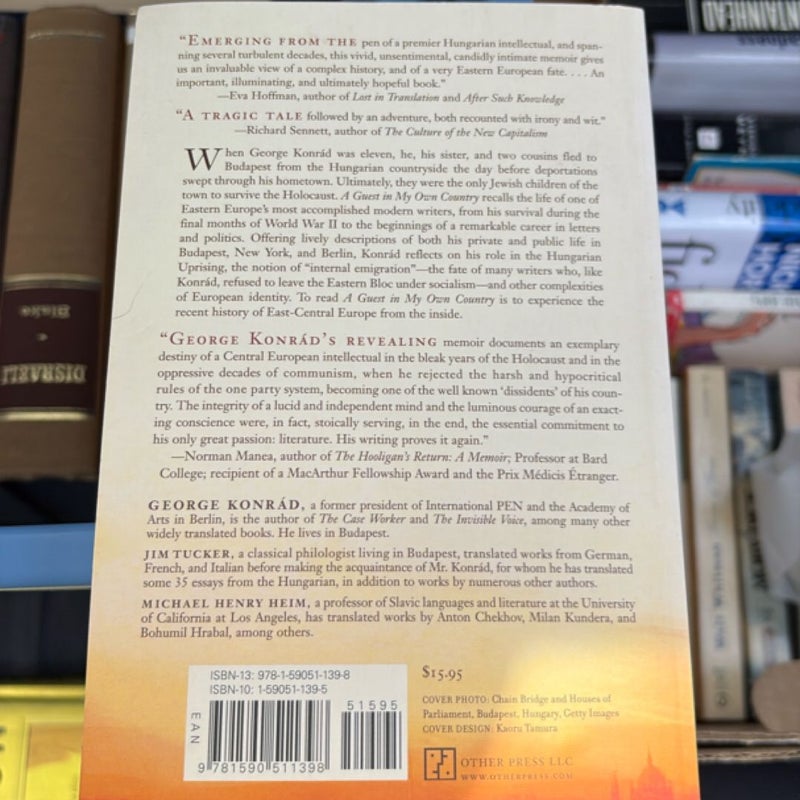 "EMERGING FROM THE pen of a premier Hungarian intellectual, and span-
ning several turbulent decades, this vivid, unsentimental, candidly intimate memoir gives
us an invaluable view of a complex history, and of a very Eastern European fate. . . . An
important, illuminating, and ultimately hopeful book."
—Eva Hoffman, author of Lost in Translation and After Such Knowledge
"A TRAGIC TALE followed by an adventure, both recounted with irony and wit."
—Richard Sennett, author of The Culture of the New Capitalism
When George Konrád was eleven, he, his sister, and two cousins fled to
Budapest from the Hungarian countryside the day before deportations
swept through his hometown. Ultimately, they were the only Jewish children of the
town to survive the Holocaust. A Guest in My Own Country recalls the life of one of
Eastern Europe's most accomplished modern writers, from his survival during the
final months of World War II to the beginnings of a remarkable career in letters
and politics. Offering lively descriptions of both his private and public life in
Budapest, New York, and Berlin, Konrád reflects on his role in the Hungarian
Uprising, the notion of "internal emigration"—the fate of many writers who, like
Konrád, refused to leave the Eastern Bloc under socialism—and other complexities
of European identity. To read A Guest in My Own Country is to experience the
recent history of East-Central Europe from the inside.
"GEORGE KONRÁD'S REVEALING memoir documents an exemplary
destiny of a Central European intellectual in the bleak years of the Holocaust and in the
oppressive decades of communism, when he rejected the harsh and hypocritical
rules of the one party system, becoming one of the well known 'dissidents' of his coun-
try. The integrity of a lucid and independent mind and the luminous courage of an exact-
ing conscience were, in fact, stoically serving, in the end, the essential commitment to
his only great passion: literature. His writing proves it again."
—Norman Manea, author of The Hooligan's Return: A Memoir; Professor at Bard
College; recipient of a MacArthur Fellowship Award and the Prix Médicis Étranger.
GEORGE KONRÁD, a former president of International PEN and the Academy of
Arts in Berlin, is the author of The Case Worker and The Invisible Voice, among many other
widely translated books. He lives in Budapest.
JIM TUCKER, a classical philologist living in Budapest, translated works from German,
French, and Italian before making the acquaintance of Mr. Konrád, for whom he has translated
some 35 essays from the Hungarian, in addition to works by numerous other authors.
MICHAEL HENRY HEIM, a professor of Slavic languages and literature at the University
of California at Los Angeles, has translated works by Anton Chekhov, Milan Kundera, and
Bohumil Hrabal, among others.
ISBN-13: 978-1-59051-139-8
ISBN-10: 1-59051-139-5
51595
EAN
9 781590 511398
$15.95
COVER PHOTO: Chain Bridge and Houses of
Parliament, Budapest, Hungary, Getty Images
COVER DESIGN: Kaoru Tamura
OTHER PRESS LLC
WWW.OTHERPRESS.COM
DISRAELI
Blake
NTAINHEAD
Walt Whitman